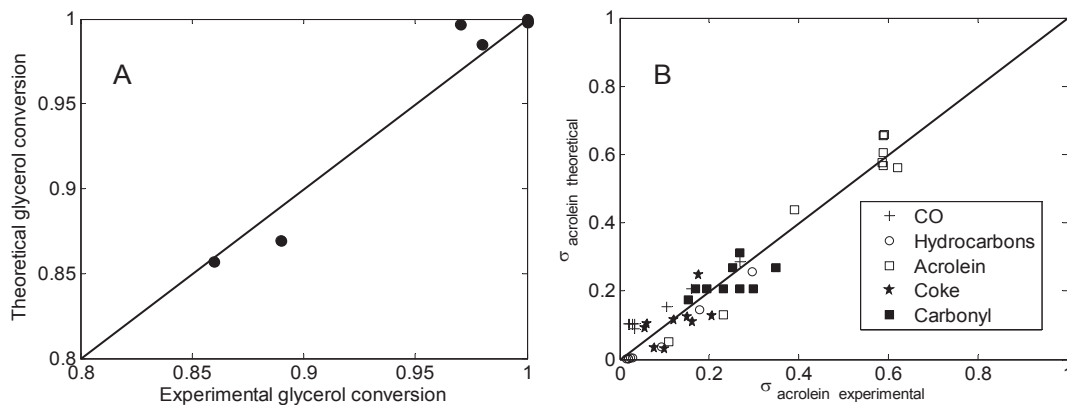 A
Theoretical glycerol conversion
1
0.95
0.9
0.85
0.8
0.8
0.85
0.9
0.95
1
Experimental glycerol conversion
B
σ acrolein theoretical
1
0.8
0.6
0.4
0.2
0
0
0.2
0.4
0.6
0.8
1
σ acrolein experimental
CO
Hydrocarbons
Acrolein
Coke
Carbonyl